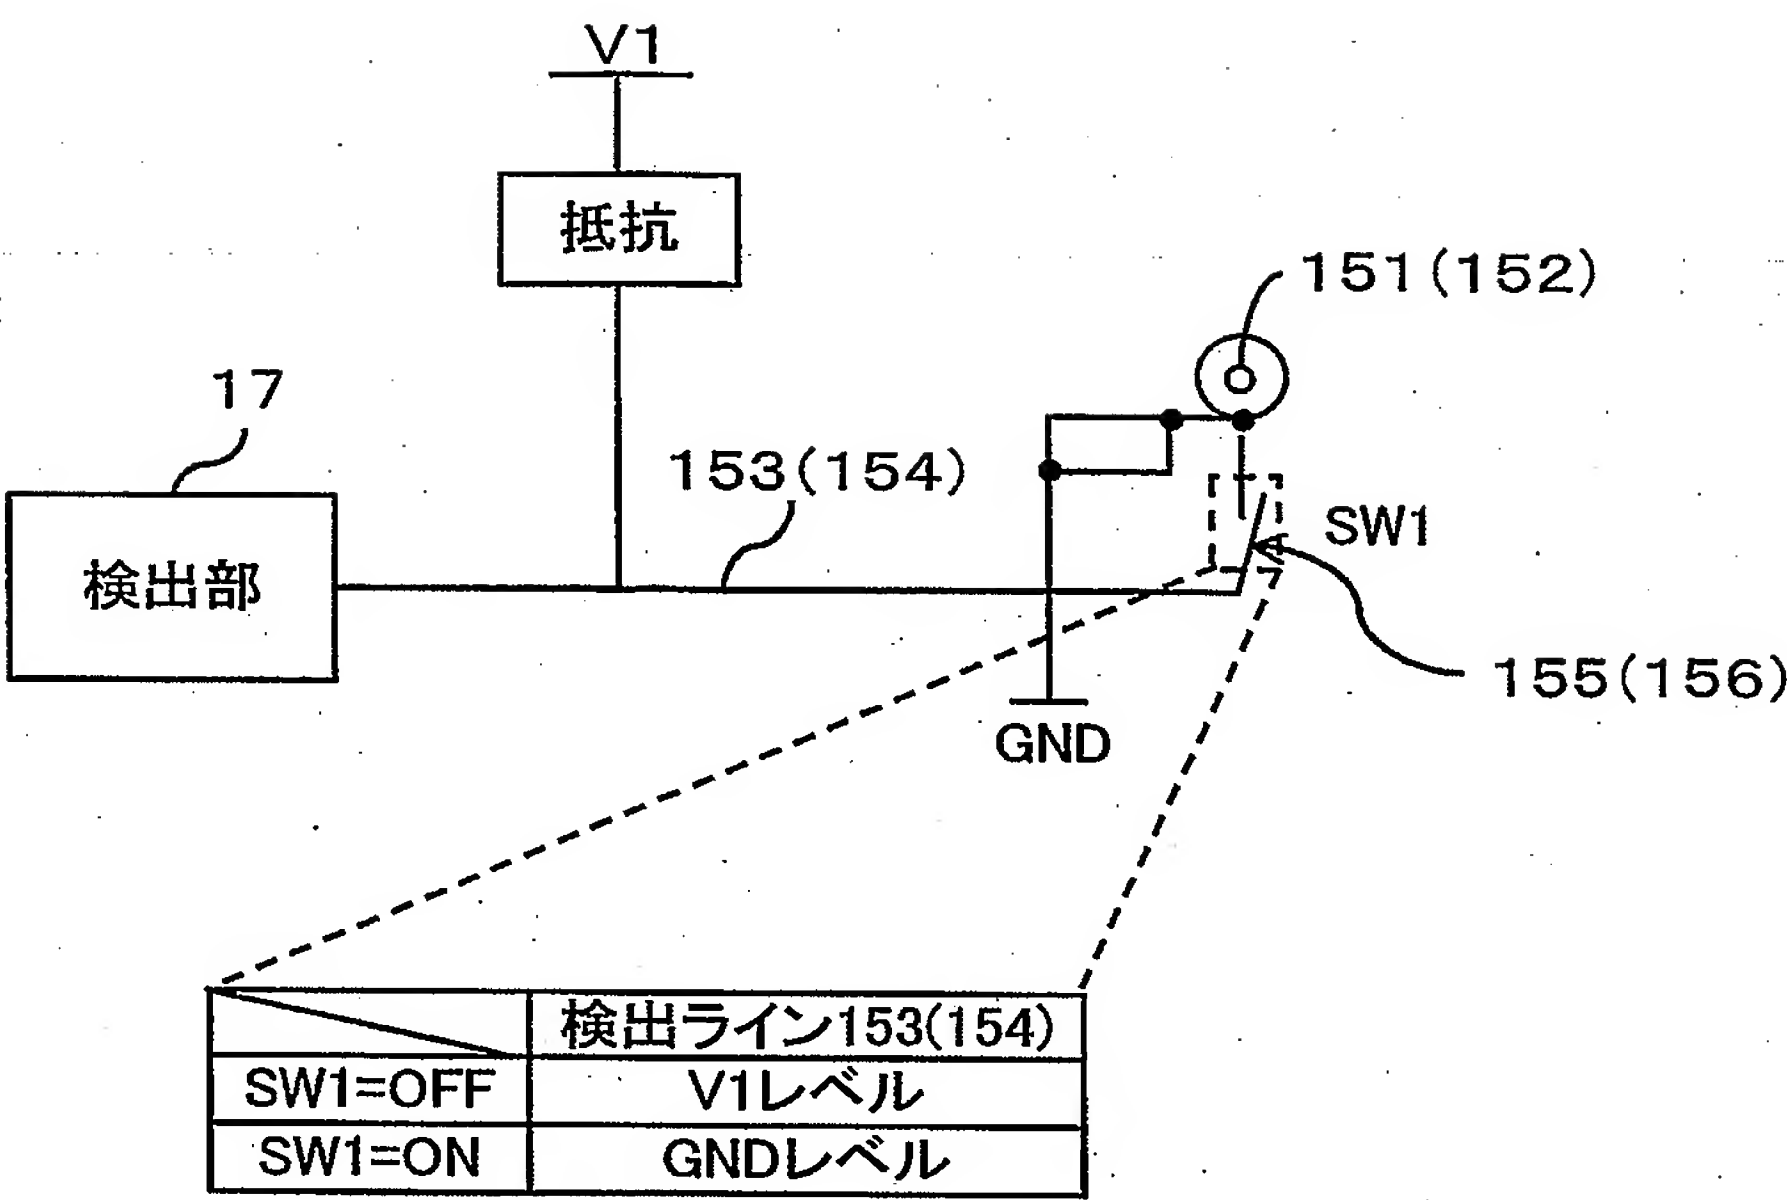 V1
抵抗
151(152)
17
153(154)
SW1
検出部
155(156)
GND
検出ライン153(154)
SW1=OFF V1レベル
SW1=ON GNDレベル